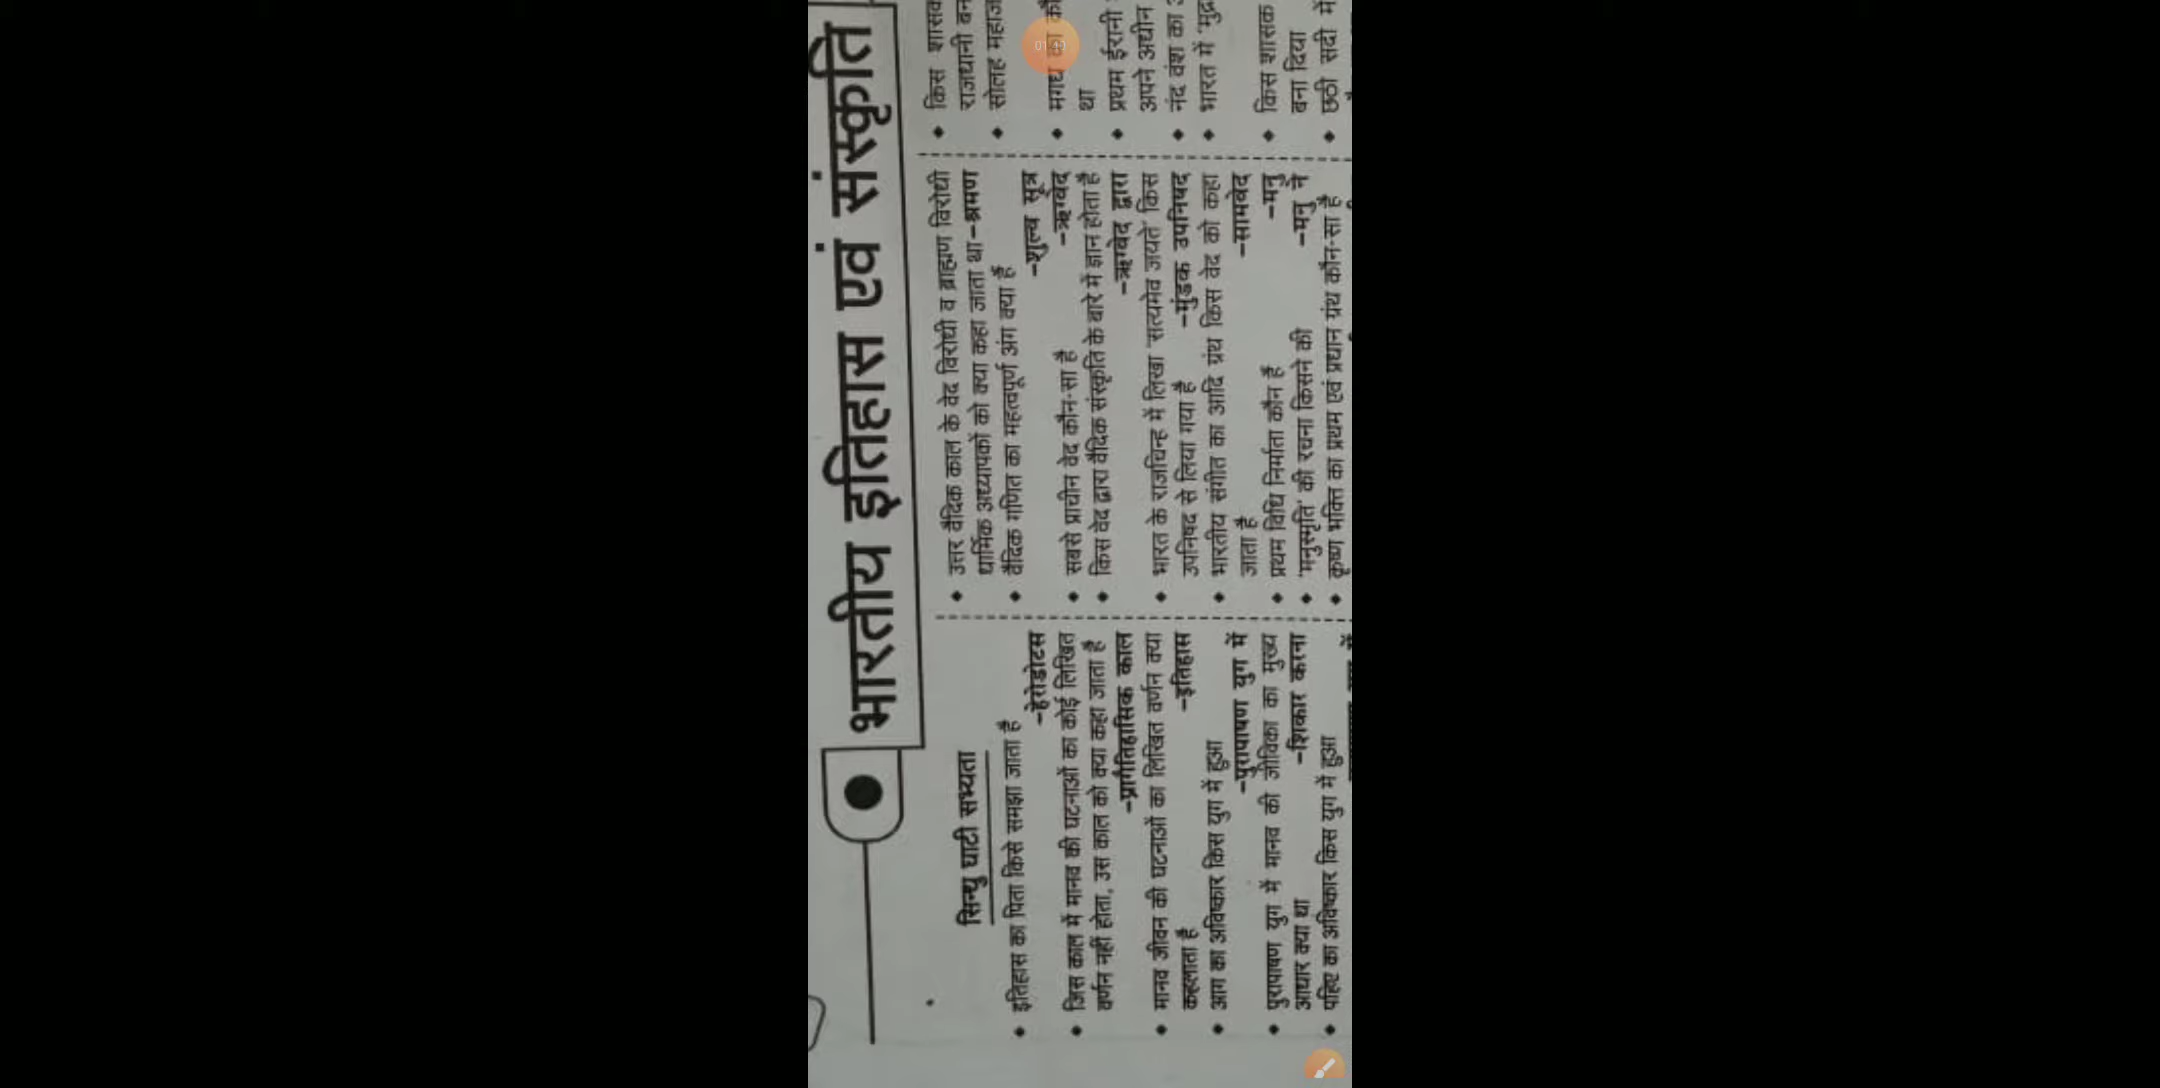 भारतीय इतिहास एवं संस्कृति
सिन्धु घाटी सभ्यता
♦ इतिहास का पिता किसे समझा जाता है
–हेरोडोटस
♦ जिस काल में मानव की घटनाओं का कोई लिखित
वर्णन नहीं होता, उस काल को क्या कहा जाता है
–प्रागैतिहासिक काल
♦ मानव जीवन की घटनाओं का लिखित वर्णन क्या
कहलाता है –इतिहास
♦ आग का अविष्कार किस युग में हुआ
–पुरापाषण युग में
♦ पुरापाषण युग में मानव की जीविका का मुख्य
आधार क्या था –शिकार करना
♦ पहिए का अविष्कार किस युग में हुआ
♦ उत्तर वैदिक काल के वेद विरोधी व ब्राह्मण विरोधी
धार्मिक अध्यापकों को क्या कहा जाता था–श्रमण
♦ वैदिक गणित का महत्वपूर्ण अंग क्या हैं
–शुल्व सूत्र
♦ सबसे प्राचीन वेद कौन-सा है –ऋग्वेद
♦ किस वेद द्वारा वैदिक संस्कृति के बारे में ज्ञान होता है
–ऋग्वेद द्वारा
♦ भारत के राजचिन्ह में लिखा 'सत्यमेव जयते' किस
उपनिषद से लिया गया है –मुंडक उपनिषद
♦ भारतीय संगीत का आदि ग्रंथ किस वेद को कहा
जाता है –सामवेद
♦ प्रथम विधि निर्माता कौन हैं –मनु
♦ 'मनुस्मृति' की रचना किसने की –मनु ने
♦ कृष्ण भक्ति का प्रथम एवं प्रधान ग्रंथ कौन-सा है
♦ किस शासक
राजधानी
♦ सोलह
♦ मगध का
था
♦ प्रथम ईरानी
अपने अधीन
♦ नंद वंश का
♦ भारत में
♦ किस शासक
बना दिया
♦ छठी सदी में